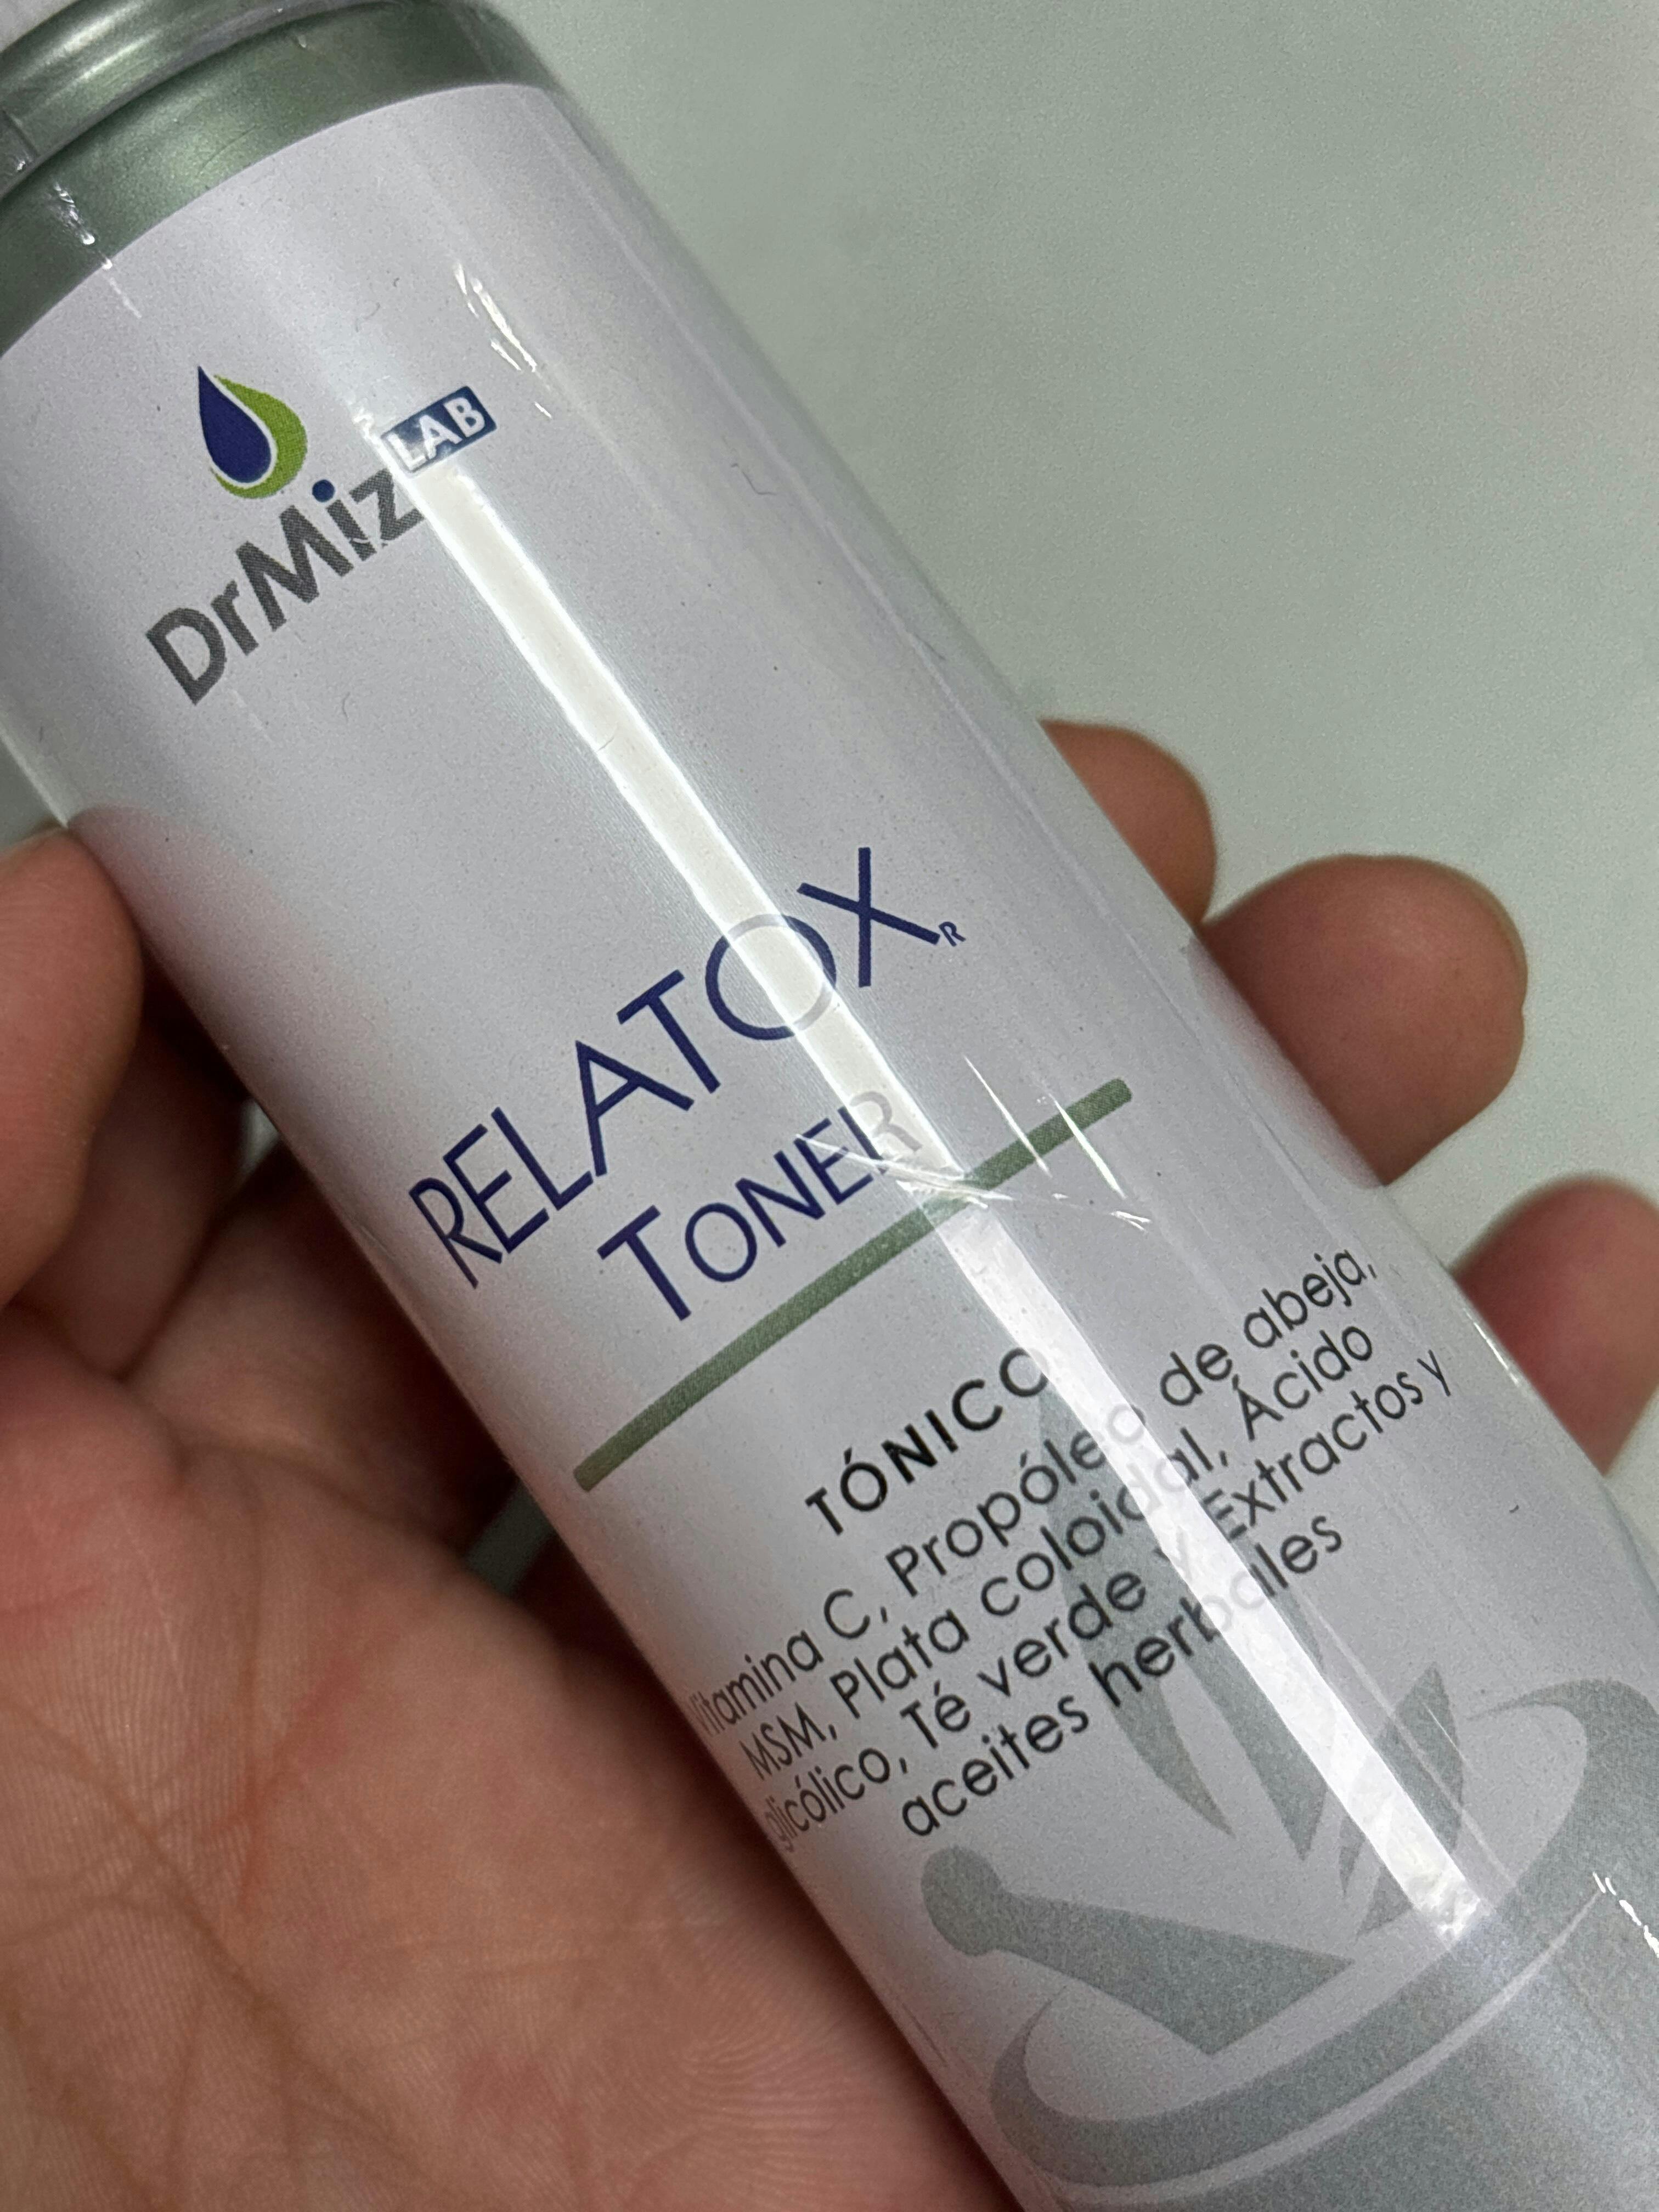 DrMiz LAB
RELATOX R
TONER
TÓNICO
Vitamina C, Propóleo de abeja,
MSM, Plata coloidal, Ácido
glicólico, Té verde y Extractos y
aceites herbales